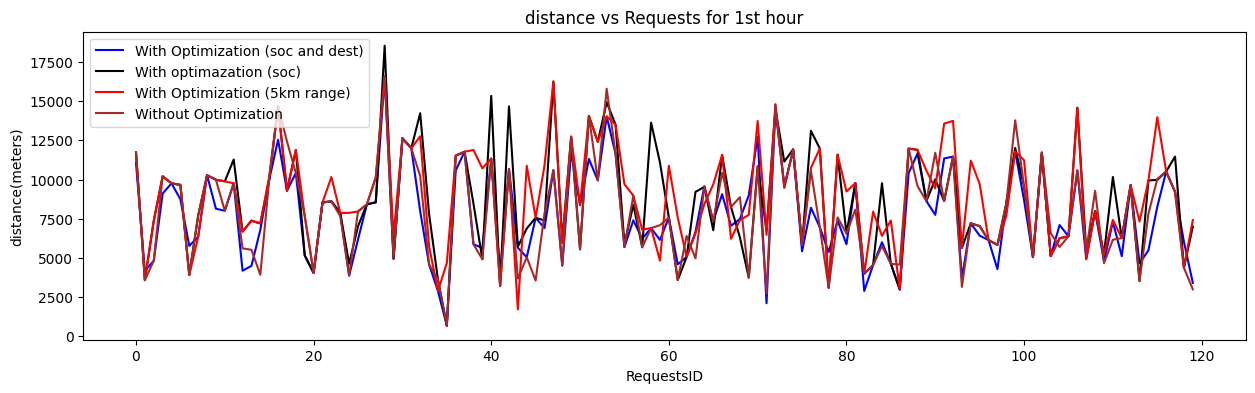 distance vs Requests for 1st hour
With Optimization (soc and dest)
With optimazation (soc)
With Optimization (5km range)
Without Optimization
distance(meters)
17500
15000
12500
10000
7500
5000
2500
0
0 20 40 60 80 100 120
RequestsID